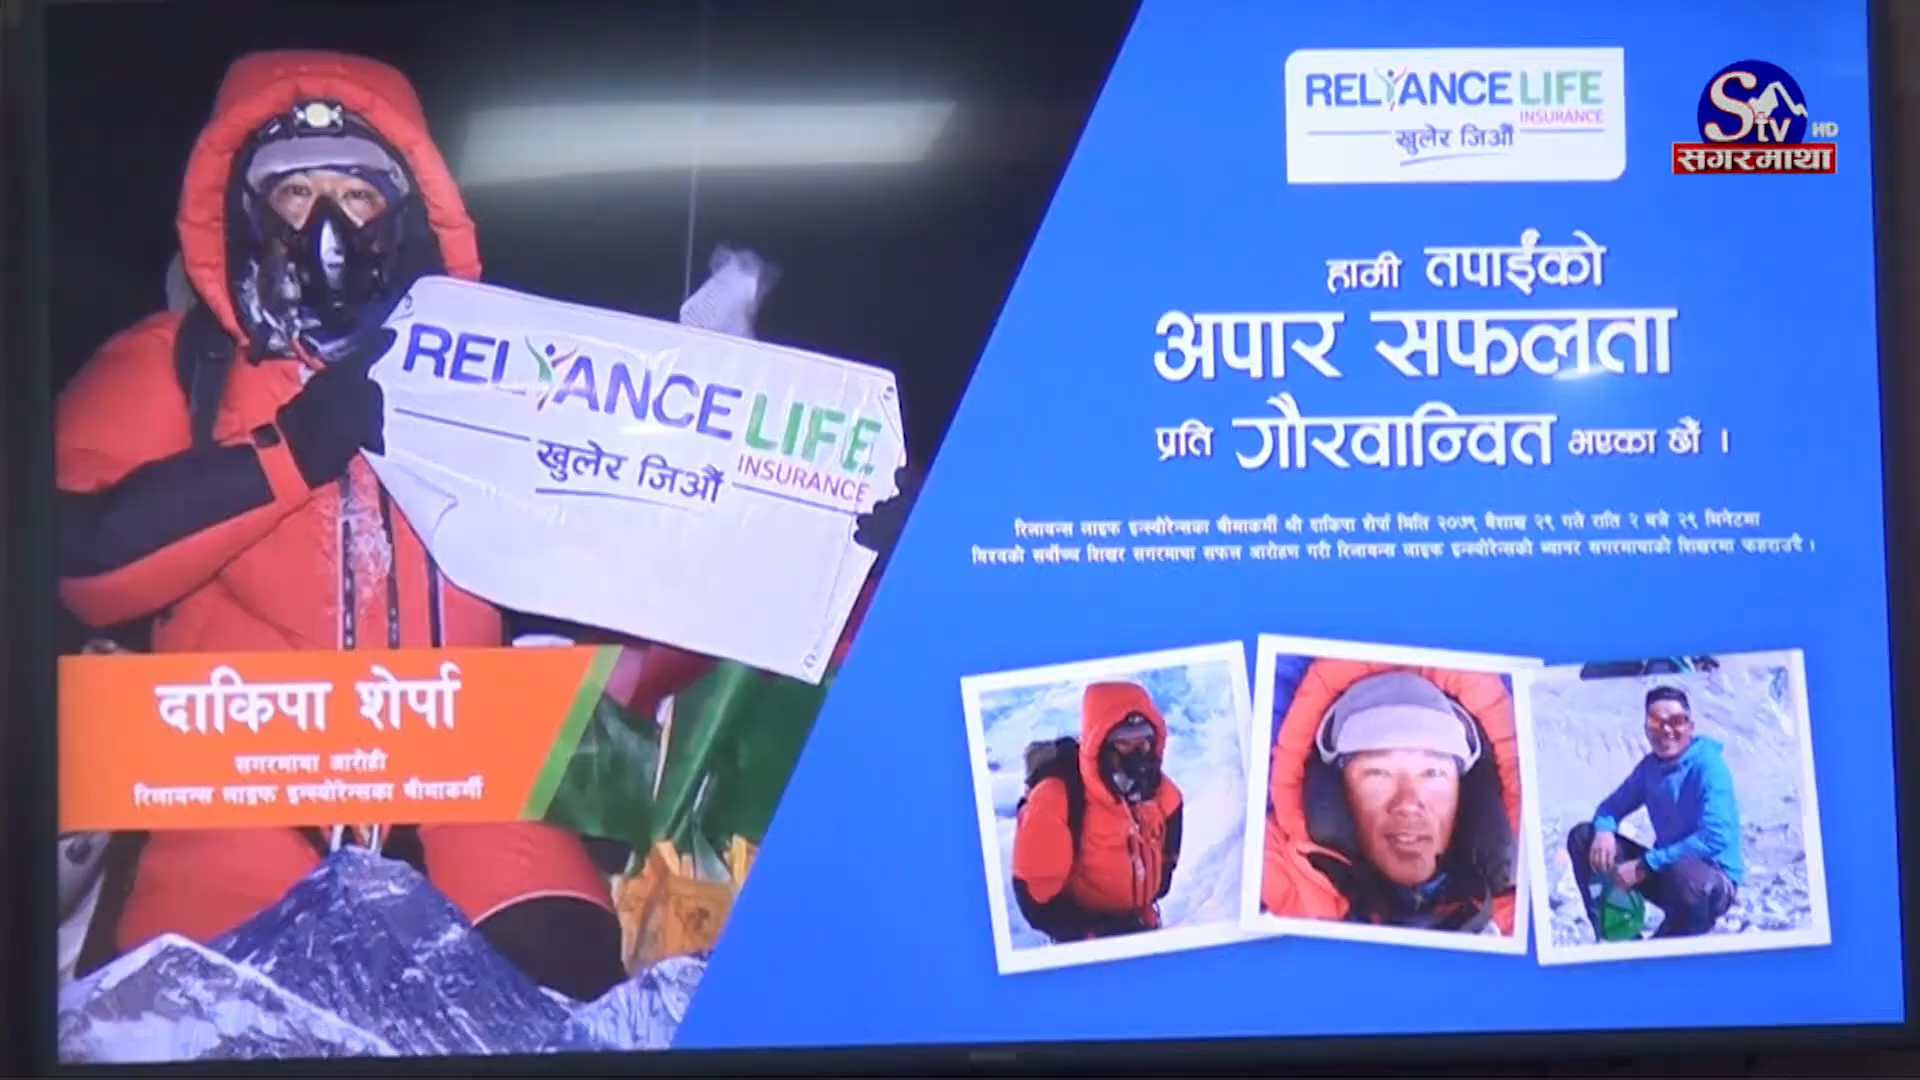 RELIANCE LIFE
INSURANCE
खुलेर जिऔं
STV HD
सगरमाथा
हामी तपाईंको
अपार सफलता
प्रति गौरवान्वित भएका छौं ।
रिलायन्स लाइफ इन्स्योरेन्सका बीमाकर्मी श्री दाकिपा शेर्पा मिति २०७९ बैशाख २९ गते राति २ बजे २९ मिनेटमा
विश्वको सर्वोच्च शिखर सगरमाथा सफल आरोहण गरी रिलायन्स लाइफ इन्स्योरेन्सको ब्यानर सगरमाथाको शिखरमा फहराउदै ।
RELIANCE LIFE
INSURANCE
खुलेर जिऔं
दाकिपा शेर्पा
सगरमाथा आरोही
रिलायन्स लाइफ इन्स्योरेन्सका बीमाकर्मी